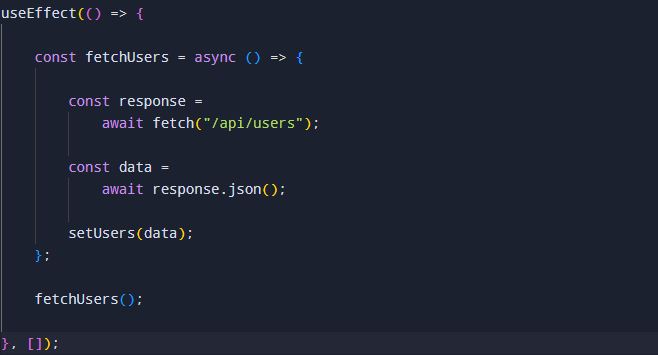 useEffect(() => {
const fetchUsers = async () => {
const response =
await fetch("/api/users");
const data =
await response.json();
setUsers(data);
};
fetchUsers();
}, []);